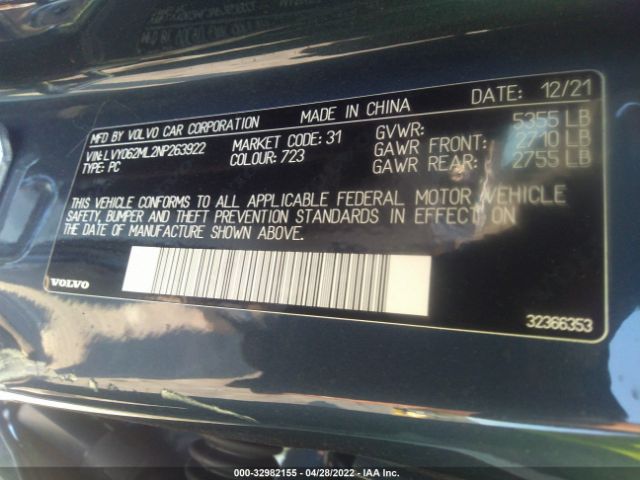 MFD BY VOLVO CAR CORPORATION MADE IN CHINA DATE: 12/21
VIN: LVY062ML2NP263922 MARKET CODE: 31 GVWR: 5355 LB
TYPE: PC COLOUR: 723 GAWR FRONT: 2710 LB
GAWR REAR: 2755 LB
THIS VEHICLE CONFORMS TO ALL APPLICABLE FEDERAL MOTOR VEHICLE
SAFETY, BUMPER AND THEFT PREVENTION STANDARDS IN EFFECT ON
THE DATE OF MANUFACTURE SHOWN ABOVE.
VOLVO
32366353
000-32982155 - 04/28/2022 - IAA Inc.